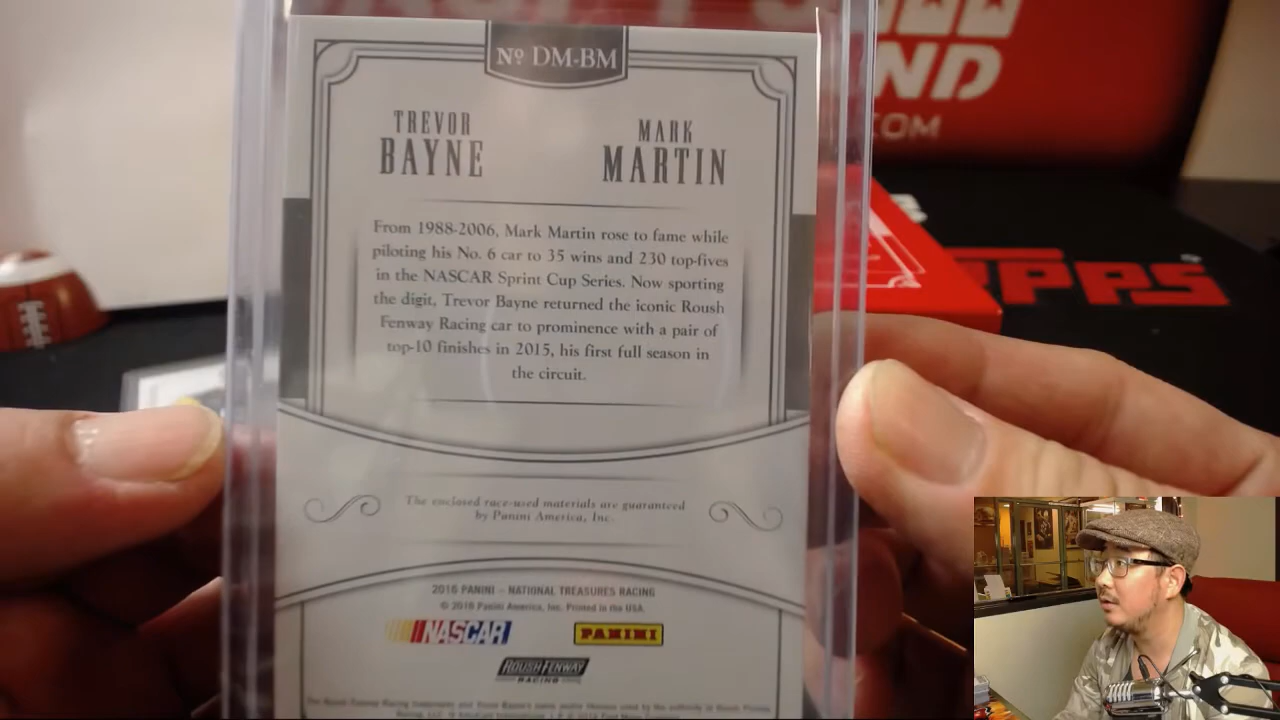 ND
.COM
Nº DM-BM
TREVOR
BAYNE
MARK
MARTIN
From 1988-2006, Mark Martin rose to fame while
piloting his No. 6 car to 35 wins and 230 top-fives
in the NASCAR Sprint Cup Series. Now sporting
the digit, Trevor Bayne returned the iconic Roush
Fenway Racing car to prominence with a pair of
top-10 finishes in 2015, his first full season in
the circuit.
The enclosed race-used materials are guaranteed
by Panini America, Inc.
2016 PANINI – NATIONAL TREASURES RACING
© 2016 Panini America, Inc. Printed in the USA.
NASCAR
PANINI
ROUSH FENWAY
RACING
TOPPS